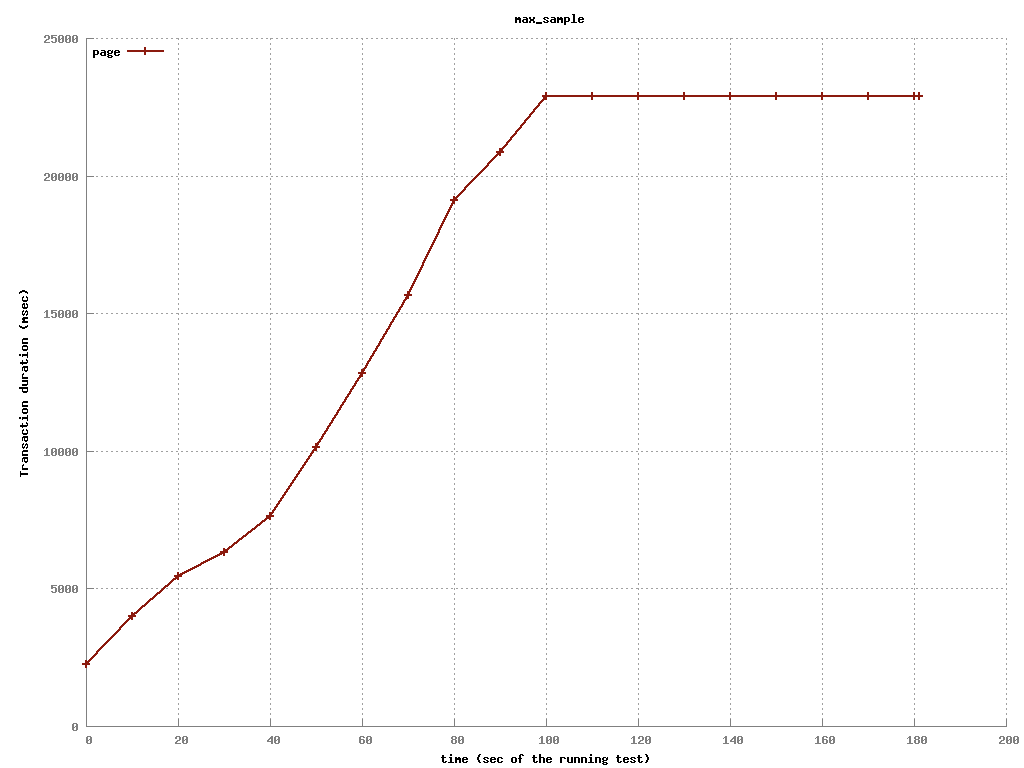 max_sample
25000
page
20000
15000
Transaction duration (msec)
10000
5000
0
0 20 40 60 80 100 120 140 160 180 200
time (sec of the running test)